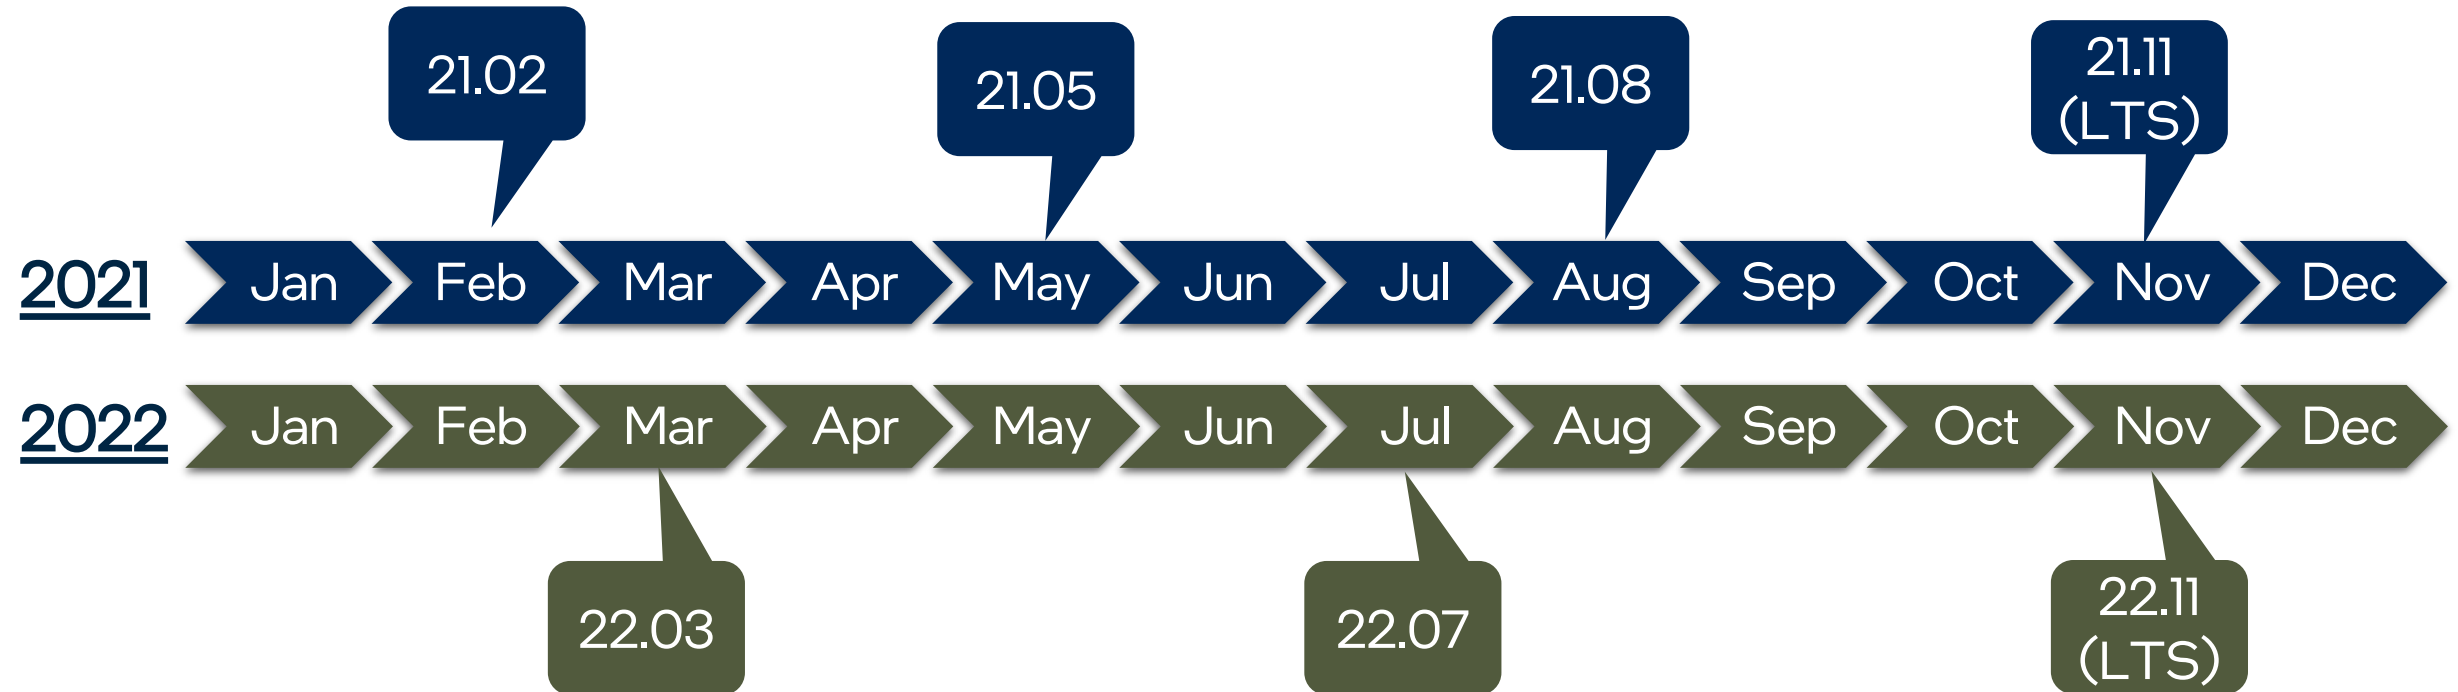 21.02
21.05
21.08
21.11
(LTS)
2021
Jan
Feb
Mar
Apr
May
Jun
Jul
Aug
Sep
Oct
Nov
Dec
2022
Jan
Feb
Mar
Apr
May
Jun
Jul
Aug
Sep
Oct
Nov
Dec
22.03
22.07
22.11
(LTS)